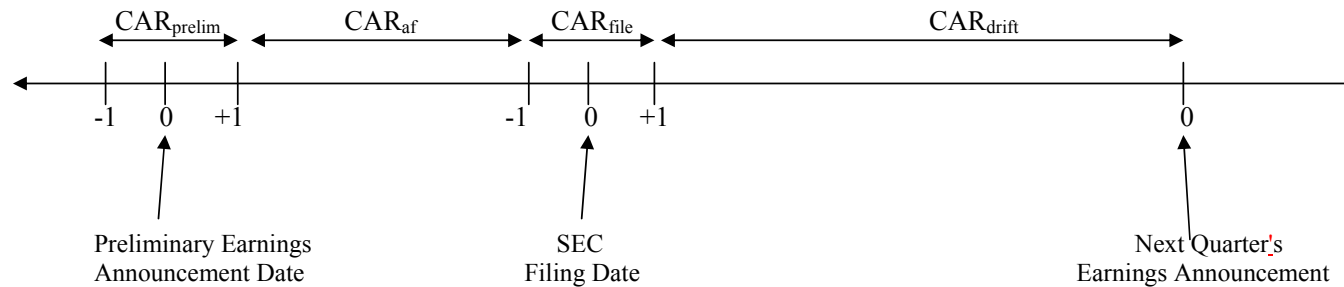 CARprelim CARaf CARfile CARdrift
-1 0 +1 -1 0 +1 0
Preliminary Earnings
Announcement Date
SEC
Filing Date
Next Quarter's
Earnings Announcement